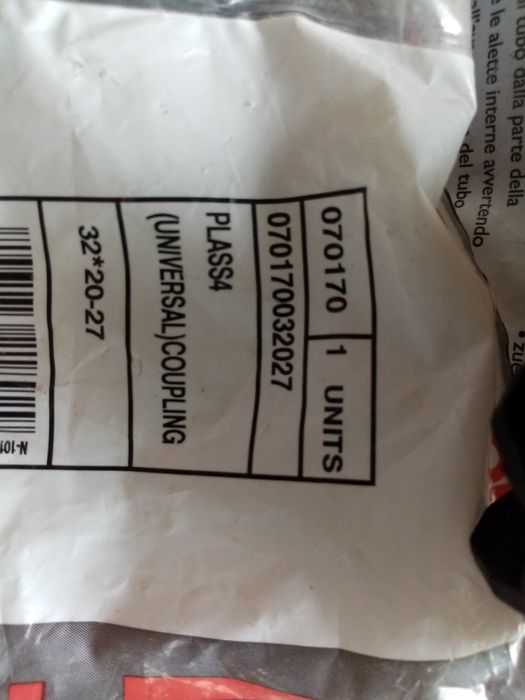 tubo dalla parte della
le alette interne avvertendo
del tubo
070170 1 UNITS
070170032027
PLASS4
(UNIVERSAL)COUPLING
32*20-27